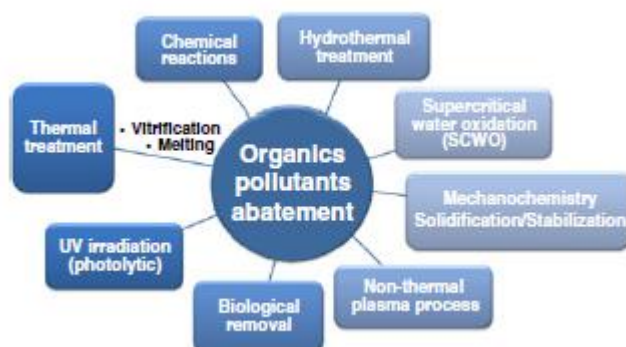 Chemical
reactions
Hydrothermal
treatment
Thermal
treatment
• Vitrification
• Melting
Supercritical
water oxidation
(SCWO)
Organics
pollutants
abatement
Mechanochemistry
Solidification/Stabilization
UV irradiation
(photolytic)
Biological
removal
Non-thermal
plasma process